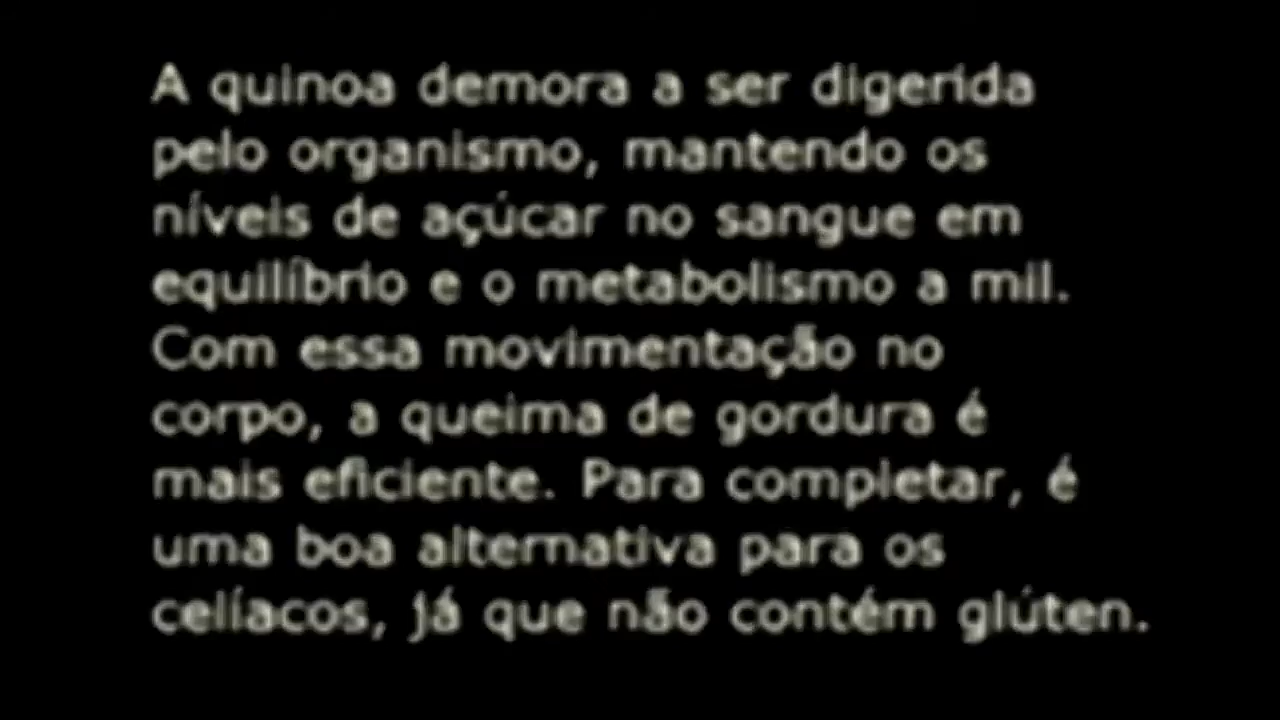 A quinoa demora a ser digerida
pelo organismo, mantendo os
níveis de açúcar no sangue em
equilíbrio e o metabolismo a mil.
Com essa movimentação no
corpo, a queima de gordura é
mais eficiente. Para completar, é
uma boa alternativa para os
celíacos, já que não contém glúten.